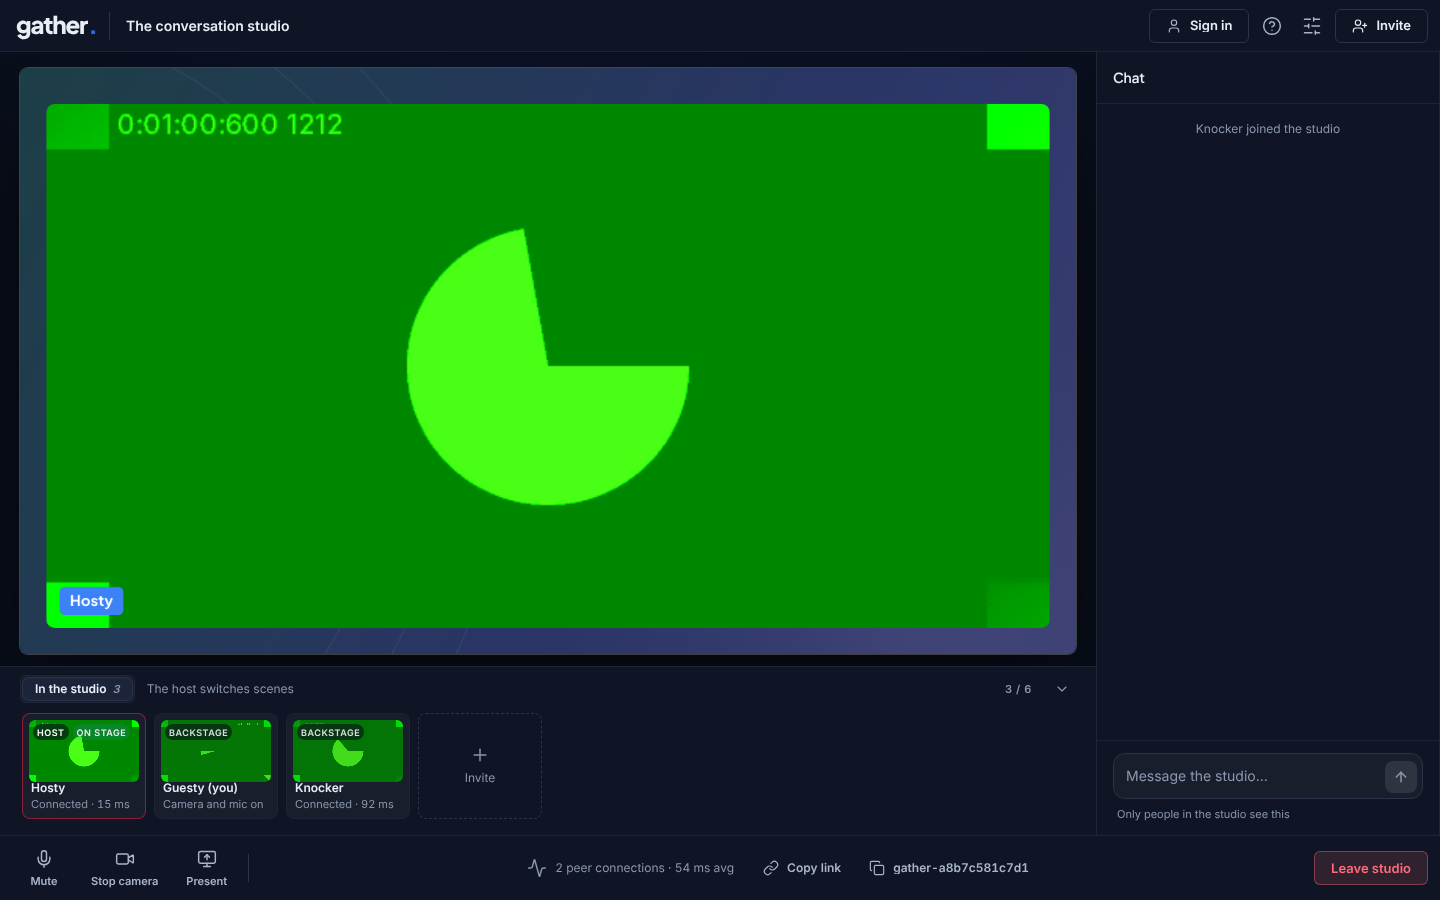 gather.
The conversation studio
Sign in
Invite
0:01:00:600 1212
Hosty
In the studio 3
The host switches scenes
3 / 6
HOST
ON STAGE
Hosty
Connected · 15 ms
BACKSTAGE
Guesty (you)
Camera and mic on
BACKSTAGE
Knocker
Connected · 92 ms
Invite
Chat
Knocker joined the studio
Message the studio...
Only people in the studio see this
Mute
Stop camera
Present
2 peer connections · 54 ms avg
Copy link
gather-a8b7c581c7d1
Leave studio